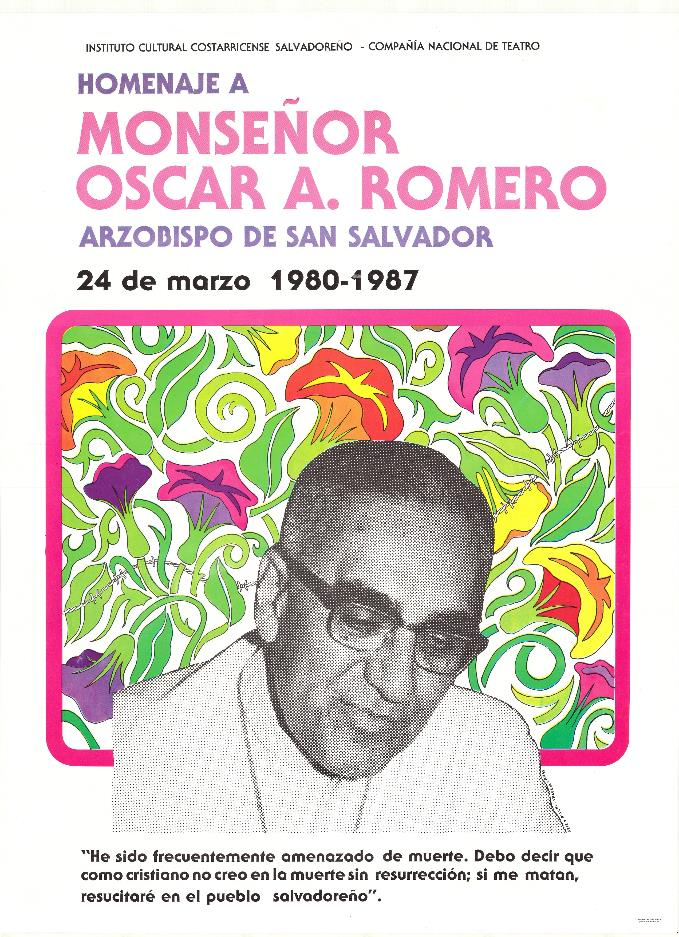 INSTITUTO CULTURAL COSTARRICENSE SALVADOREÑO - COMPAÑÍA NACIONAL DE TEATRO
HOMENAJE A
MONSEÑOR
OSCAR A. ROMERO
ARZOBISPO DE SAN SALVADOR
24 de marzo 1980-1987
"He sido frecuentemente amenazado de muerte. Debo decir que
como cristiano no creo en la muerte sin resurrección; si me matan,
resucitaré en el pueblo salvadoreño".